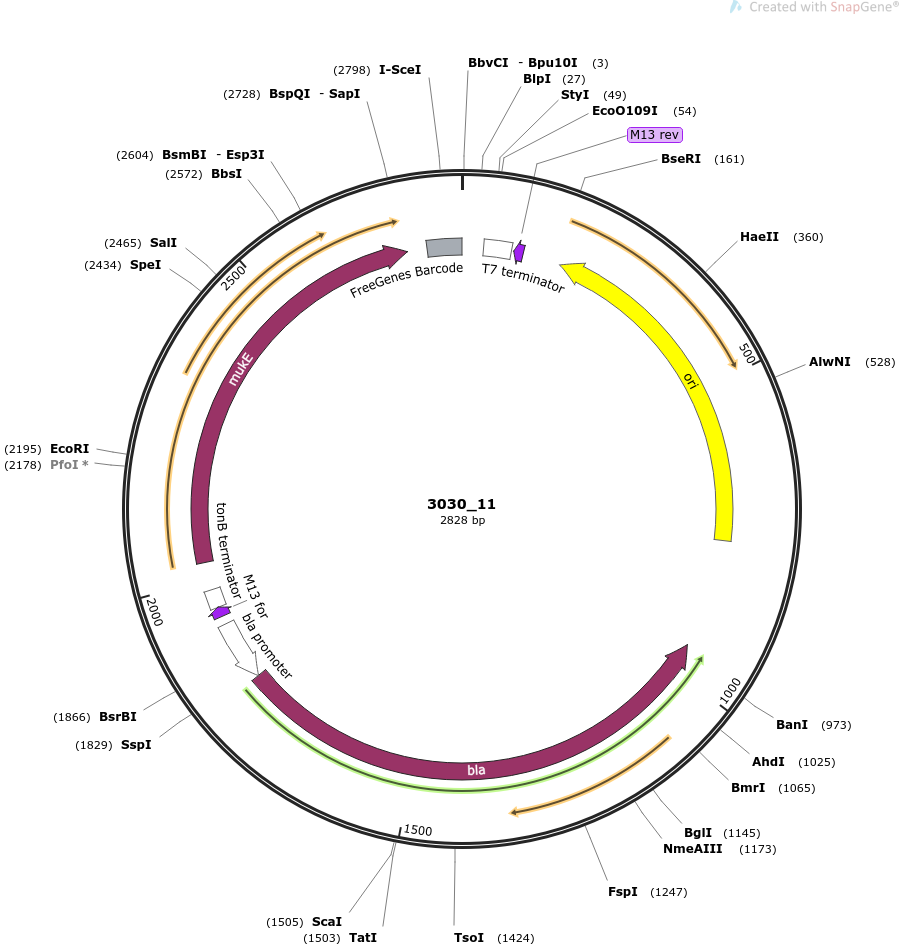 Created with SnapGene®
(2798) I-SceI
BbvCI - Bpu10I (3)
BlpI (27)
(2728) BspQI - SapI
StyI (49)
EcoO109I (54)
M13 rev
(2604) BsmBI - Esp3I
BseRI (161)
(2572) BbsI
HaeII (360)
(2465) SalI
(2434) SpeI
2500
FreeGenes Barcode
T7 terminator
500
AlwNI (528)
mukE
ori
(2195) EcoRI
(2178) PfoI *
3030_11
2828 bp
tonB terminator
M13 for
bla promoter
2000
1000
(1866) BsrBI
(1829) SspI
BanI (973)
AhdI (1025)
bla
BmrI (1065)
1500
BglI (1145)
NmeAIII (1173)
FspI (1247)
(1505) ScaI
(1503) TatI
TsoI (1424)